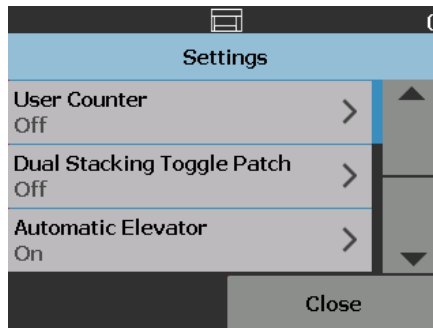 Settings
User Counter
Off
Dual Stacking Toggle Patch
Off
Automatic Elevator
On
Close